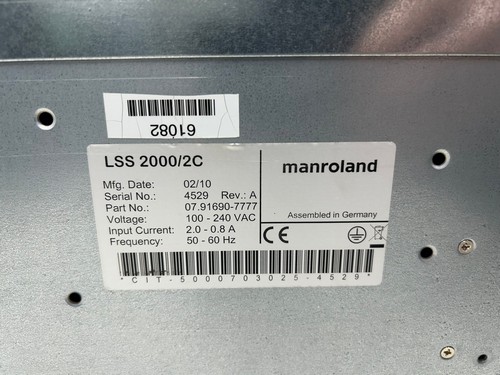 61082
LSS 2000/2C
manroland
Mfg. Date: 02/10
Serial No.: 4529 Rev.: A
Part No.: 07.91690-7777
Voltage: 100 - 240 VAC
Input Current: 2.0 - 0.8 A
Frequency: 50 - 60 Hz
Assembled in Germany
CE
*CIT-5000703025-4529*